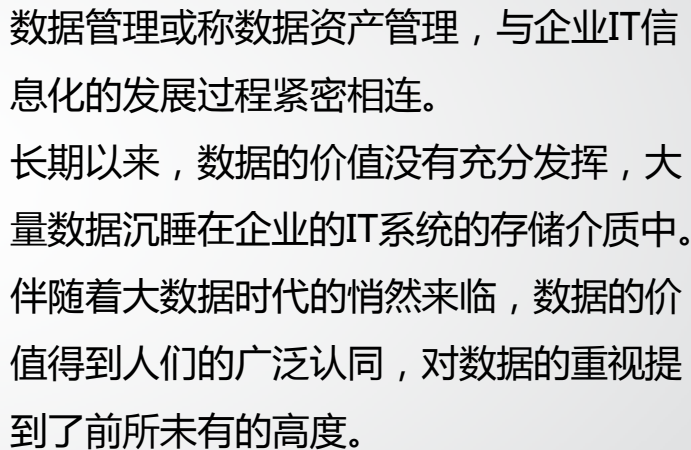 数据管理或称数据资产管理，与企业IT信
息化的发展过程紧密相连。
长期以来，数据的价值没有充分发挥，大
量数据沉睡在企业的IT系统的存储介质中。
伴随着大数据时代的悄然来临，数据的价
值得到人们的广泛认同，对数据的重视提
到了前所未有的高度。